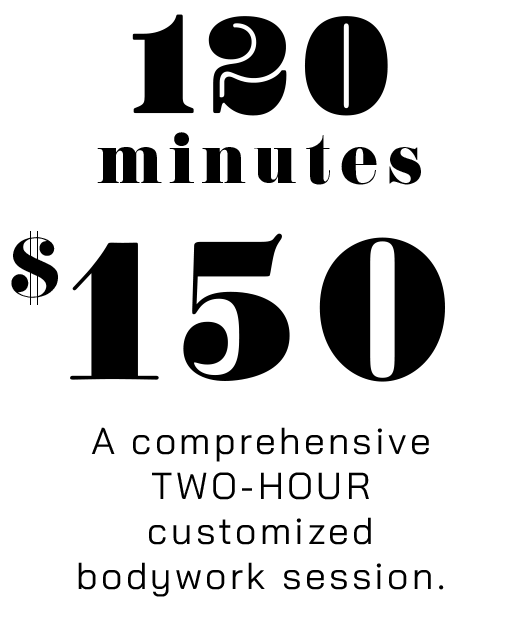 120
minutes
$150
A comprehensive
TWO-HOUR
customized
bodywork session.